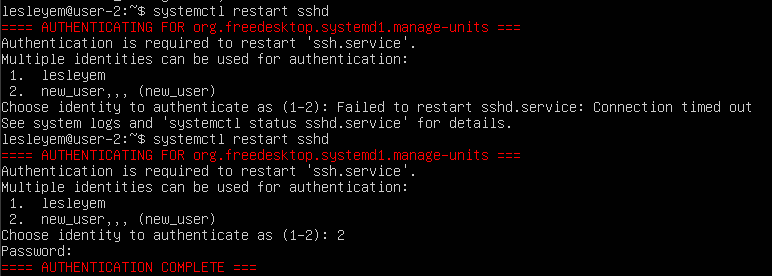 lesleyem@user-2:~$ systemctl restart sshd
==== AUTHENTICATING FOR org.freedesktop.systemd1.manage-units ===
Authentication is required to restart 'ssh.service'.
Multiple identities can be used for authentication:
 1.  lesleyem
 2.  new_user,,, (new_user)
Choose identity to authenticate as (1-2): Failed to restart sshd.service: Connection timed out
See system logs and 'systemctl status sshd.service' for details.
lesleyem@user-2:~$ systemctl restart sshd
==== AUTHENTICATING FOR org.freedesktop.systemd1.manage-units ===
Authentication is required to restart 'ssh.service'.
Multiple identities can be used for authentication:
 1.  lesleyem
 2.  new_user,,, (new_user)
Choose identity to authenticate as (1-2): 2
Password:
==== AUTHENTICATION COMPLETE ===